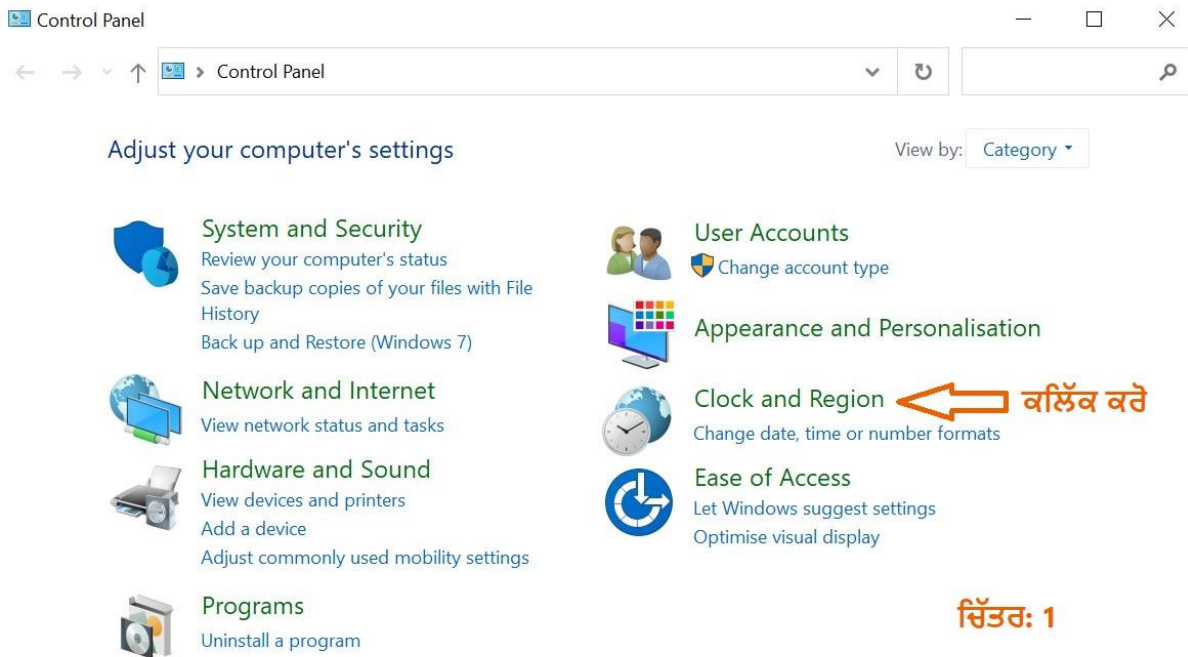 Control Panel
Control Panel
Adjust your computer's settings
View by: Category
System and Security
Review your computer's status
Save backup copies of your files with File
History
Back up and Restore (Windows 7)
Network and Internet
View network status and tasks
Hardware and Sound
View devices and printers
Add a device
Adjust commonly used mobility settings
Programs
Uninstall a program
User Accounts
Change account type
Appearance and Personalisation
Clock and Region ਕਲਿੱਕ ਕਰੋ
Change date, time or number formats
Ease of Access
Let Windows suggest settings
Optimise visual display
ਚਿੱਤਰ: 1